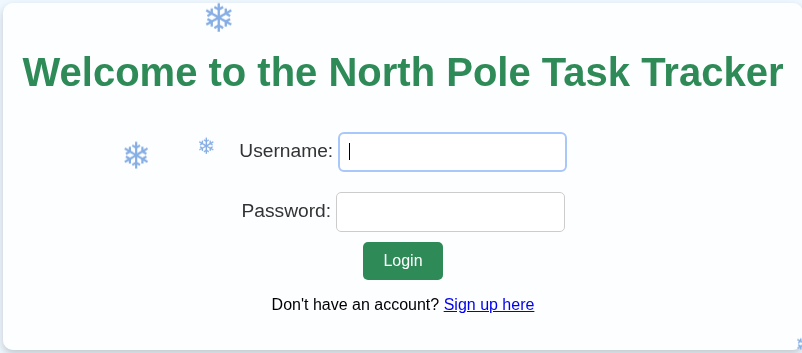 Welcome to the North Pole Task Tracker
Username:
Password:
Login
Don't have an account? Sign up here